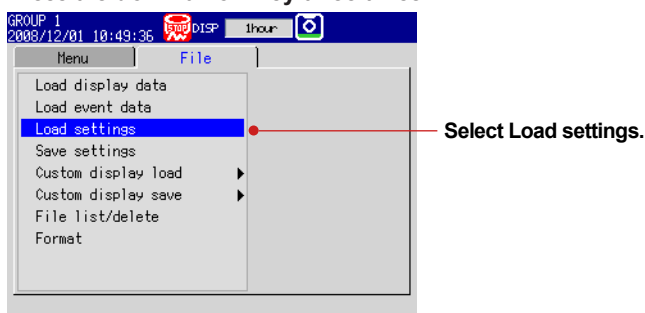 GROUP 1
2008/12/01 10:49:36 STOP DISP 1hour
Menu File
Load display data
Load event data
Load settings
Select Load settings.
Save settings
Custom display load
Custom display save
File list/delete
Format